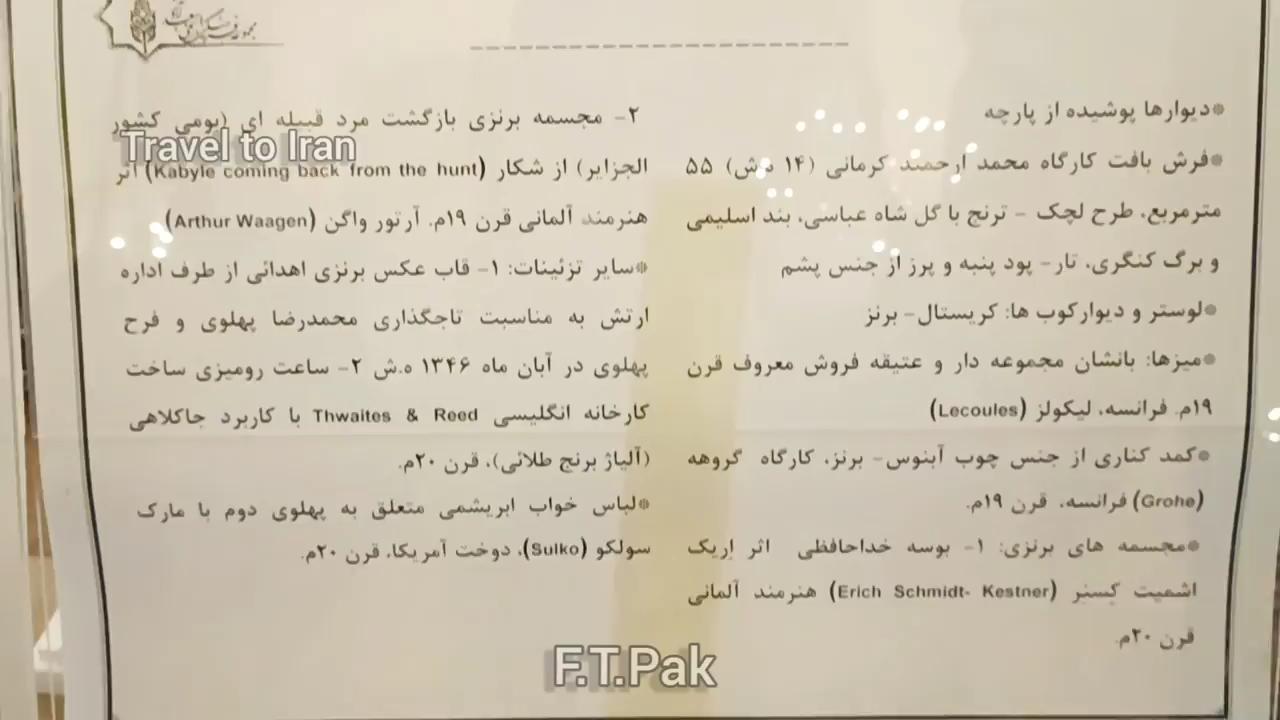 *دیوارها پوشیده از پارچه
*فرش بافت کارگاه محمد ارجمند کرمانی (۱۴ ه.ش) ۵۵
مترمربع، طرح لچک - ترنج با گل شاه عباسی، بند اسلیمی
و برگ کنگری، تار- پود پنبه و پرز از جنس پشم
*لوستر و دیوارکوب ها: کریستال- برنز
*میزها: بانشان مجموعه دار و عتیقه فروش معروف قرن
۱۹م. فرانسه، لیکولز (Lecoules)
*کمد کناری از جنس چوب آبنوس- برنز، کارگاه گروهه
(Grohe) فرانسه، قرن ۱۹م.
*مجسمه های برنزی: ۱- بوسه خداحافظی اثر اِریک
اشمیت کِسنِر (Erich Schmidt- Kestner) هنرمند آلمانی
قرن ۲۰م.
۲- مجسمه برنزی بازگشت مرد قبیله ای (بومی کشور
الجزایر) از شکار (Kabyle coming back from the hunt) اثر
هنرمند آلمانی قرن ۱۹م. آرتور واگن (Arthur Waagen)
*سایر تزئینات: ۱- قاب عکس برنزی اهدائی از طرف اداره
ارتش به مناسبت تاجگذاری محمدرضا پهلوی و فرح
پهلوی در آبان ماه ۱۳۴۶ ه.ش ۲- ساعت رومیزی ساخت
کارخانه انگلیسی Thwaites & Reed با کاربرد جاکلاهی
(آلیاژ برنج طلائی)، قرن ۲۰م.
*لباس خواب ابریشمی متعلق به پهلوی دوم با مارک
سولکو (Sulko)، دوخت آمریکا، قرن ۲۰م.
Travel to Iran
F.T.Pak